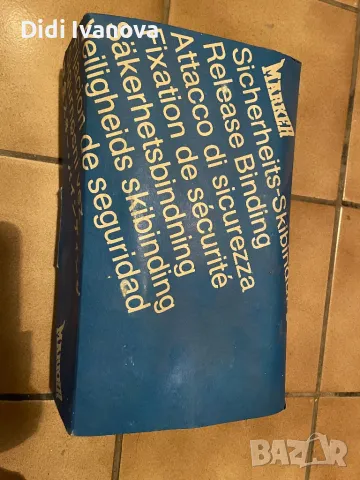 Didi Ivanova
MARKER
Sicherheits-Skibindung
Release Binding
Attacco di sicurezza
Fixation de sécurité
Säkerhetsbindning
Veiligheids skibinding
de seguridad
MARKER
BAZAR
bg